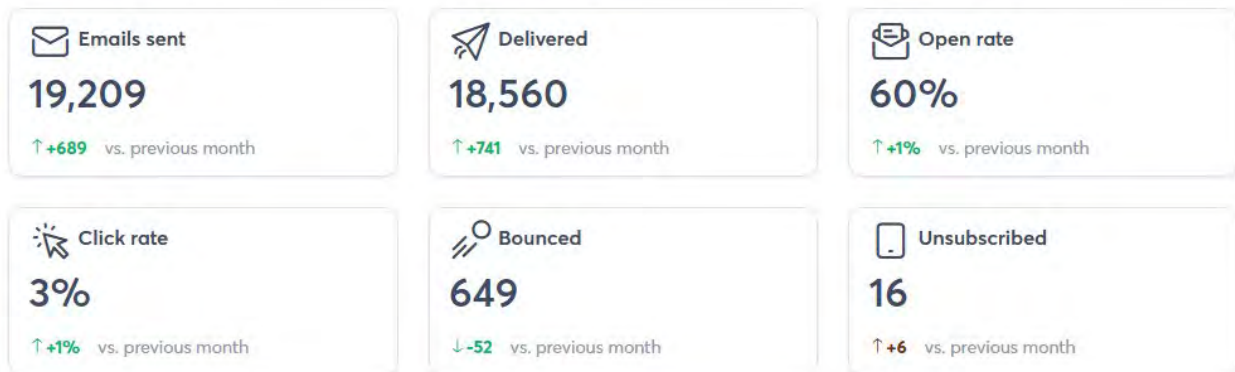 Emails sent
19,209
↑+689 vs. previous month
Delivered
18,560
↑+741 vs. previous month
Open rate
60%
↑+1% vs. previous month
Click rate
3%
↑+1% vs. previous month
Bounced
649
↓-52 vs. previous month
Unsubscribed
16
↑+6 vs. previous month